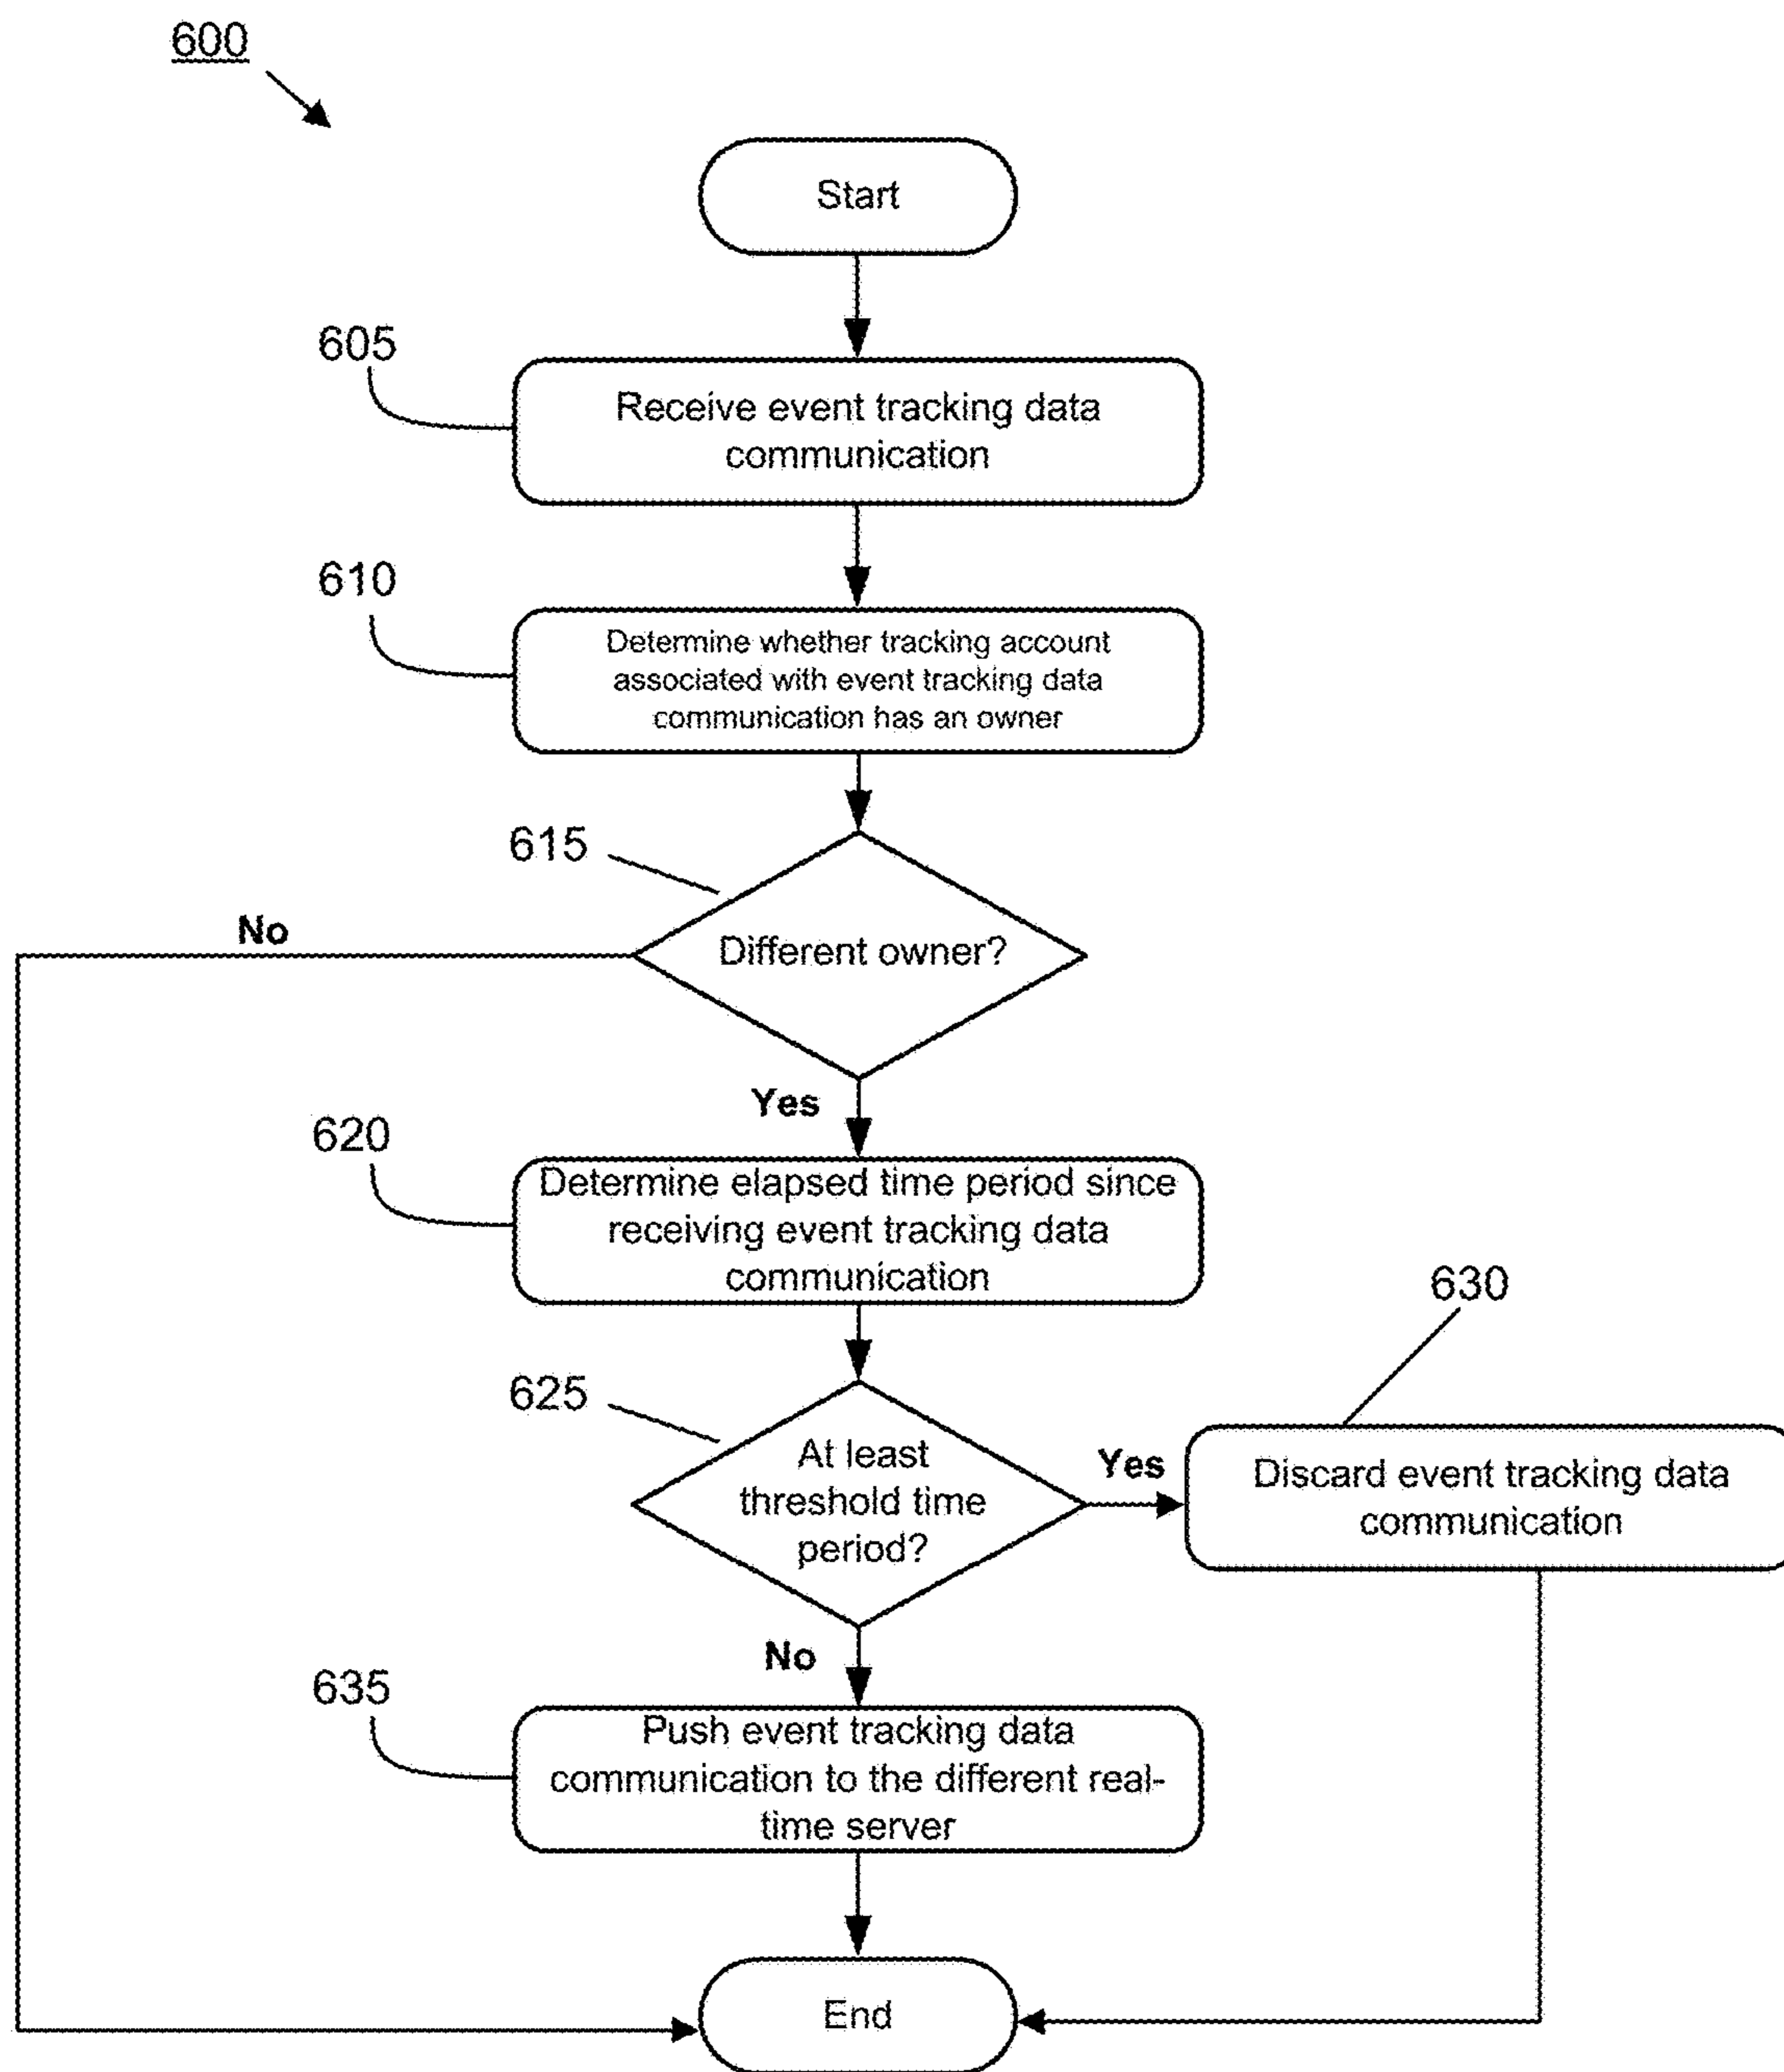 600
Start
605
Receive event tracking data
communication
610
Determine whether tracking account
associated with event tracking data
communication has an owner
615
No
Different owner?
Yes
620
Determine elapsed time period since
receiving event tracking data
communication
630
625
At least
threshold time
period?
Yes
Discard event tracking data
communication
No
635
Push event tracking data
communication to the different real-
time server
End